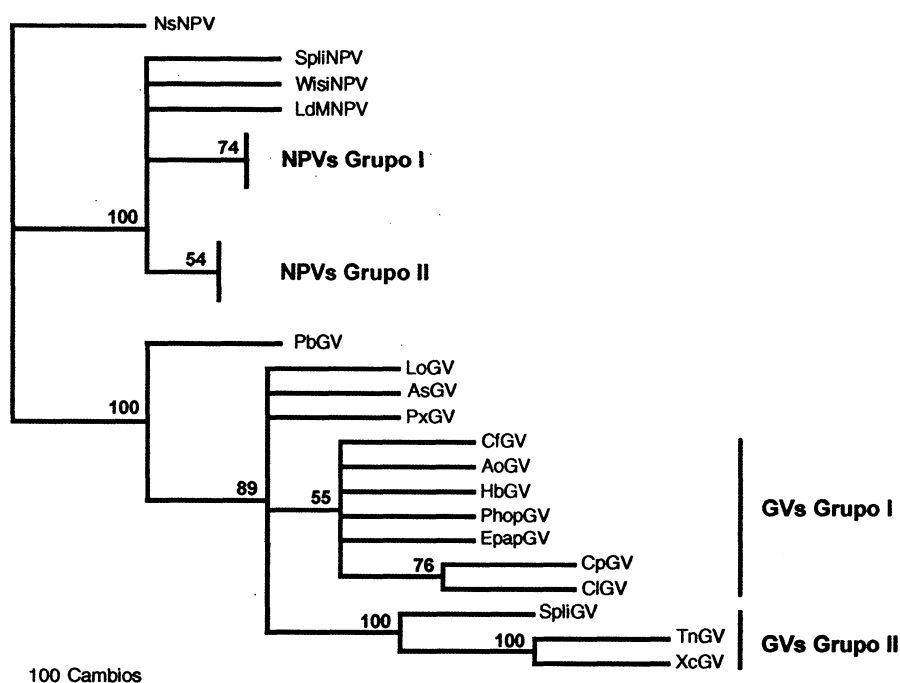 NsNPV
SpliNPV
WisiNPV
LdMNPV
74
NPVs Grupo I
100
54
NPVs Grupo II
PbGV
LoGV
AsGV
100
PxGV
CfGV
AoGV
89
55
HbGV
GVs Grupo I
PhopGV
EpapGV
76
CpGV
ClGV
SpliGV
100
100
TnGV
GVs Grupo II
XcGV
100 Cambios